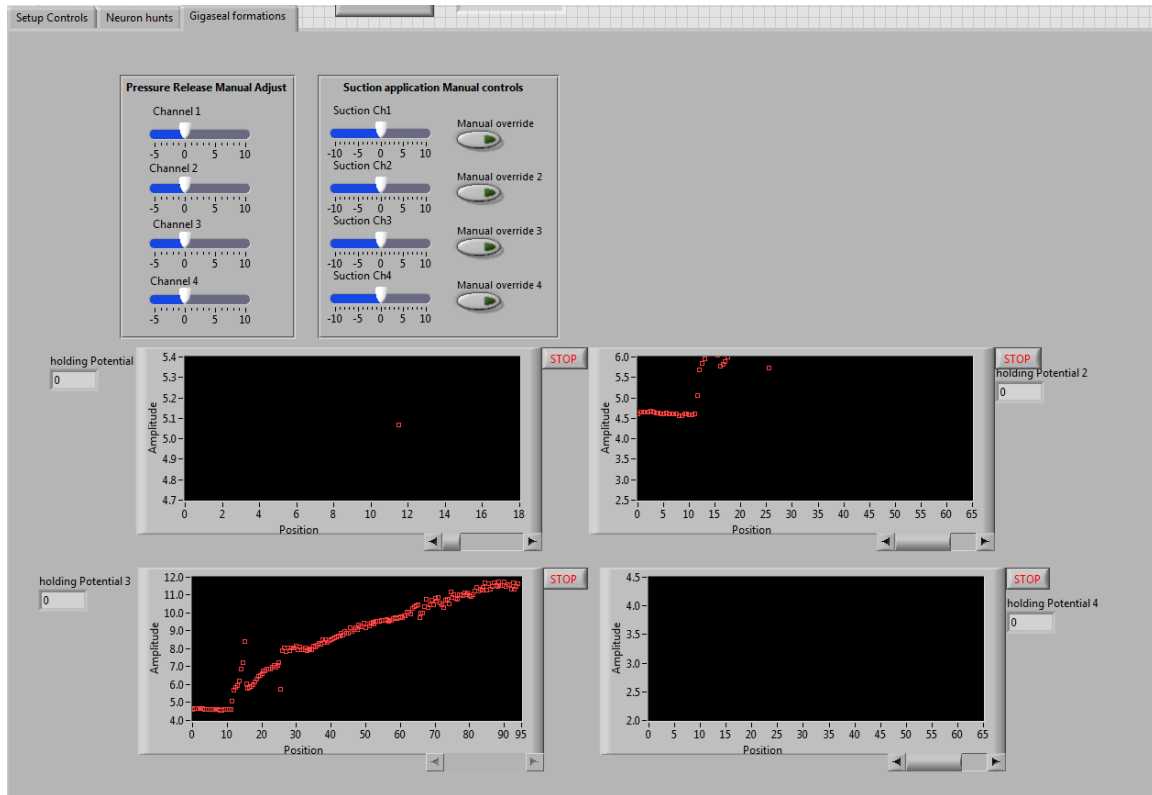 Setup Controls Neuron hunts Gigaseal formations
Pressure Release Manual Adjust
Channel 1
-5 0 5 10
Channel 2
-5 0 5 10
Channel 3
-5 0 5 10
Channel 4
-5 0 5 10
Suction application Manual controls
Suction Ch1
-10 -5 0 5 10
Manual override
Suction Ch2
-10 -5 0 5 10
Manual override 2
Suction Ch3
-10 -5 0 5 10
Manual override 3
Suction Ch4
-10 -5 0 5 10
Manual override 4
holding Potential
0
Amplitude
5.4
5.3
5.2
5.1
5.0
4.9
4.8
4.7
0 2 4 6 8 10 12 14 16 18
Position
STOP
Amplitude
6.0
5.5
5.0
4.5
4.0
3.5
3.0
2.5
0 5 10 15 20 25 30 35 40 45 50 55 60 65
Position
STOP
holding Potential 2
0
holding Potential 3
0
Amplitude
12.0
11.0
10.0
9.0
8.0
7.0
6.0
5.0
4.0
0 10 20 30 40 50 60 70 80 90 95
Position
STOP
Amplitude
4.5
4.0
3.5
3.0
2.5
2.0
0 5 10 15 20 25 30 35 40 45 50 55 60 65
Position
STOP
holding Potential 4
0